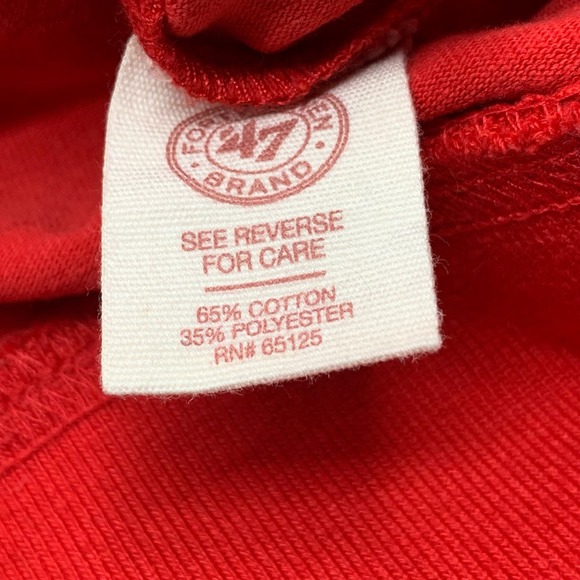 47
BRAND
SEE REVERSE
FOR CARE
65% COTTON
35% POLYESTER
RN# 65125